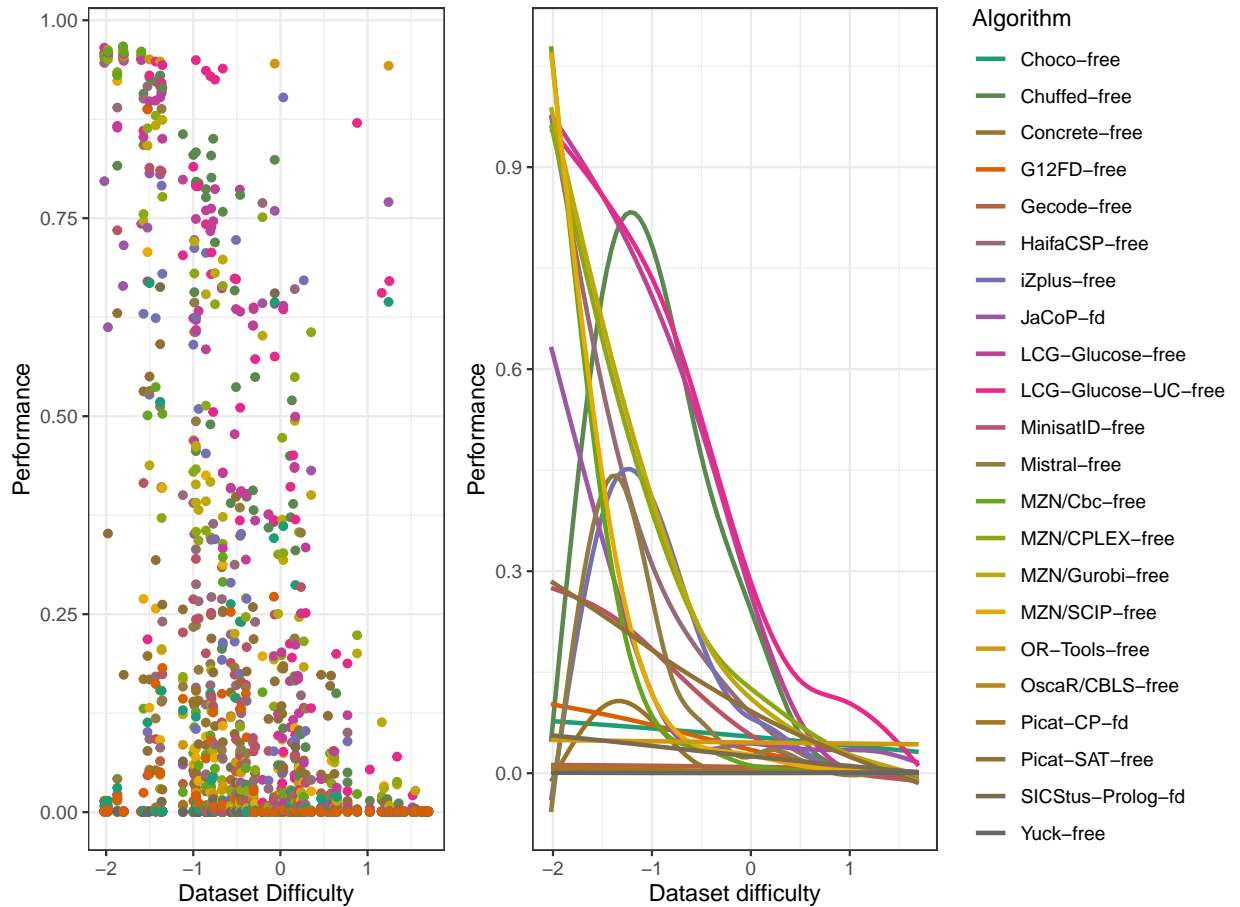 1.00
0.75
0.50
0.25
0.00
Performance
−2
−1
0
1
Dataset Difficulty
0.9
0.6
0.3
0.0
Performance
−2
−1
0
1
Dataset difficulty
Algorithm
Choco−free
Chuffed−free
Concrete−free
G12FD−free
Gecode−free
HaifaCSP−free
iZplus−free
JaCoP−fd
LCG−Glucose−free
LCG−Glucose−UC−free
MinisatID−free
Mistral−free
MZN/Cbc−free
MZN/CPLEX−free
MZN/Gurobi−free
MZN/SCIP−free
OR−Tools−free
OscaR/CBLS−free
Picat−CP−fd
Picat−SAT−free
SICStus−Prolog−fd
Yuck−free